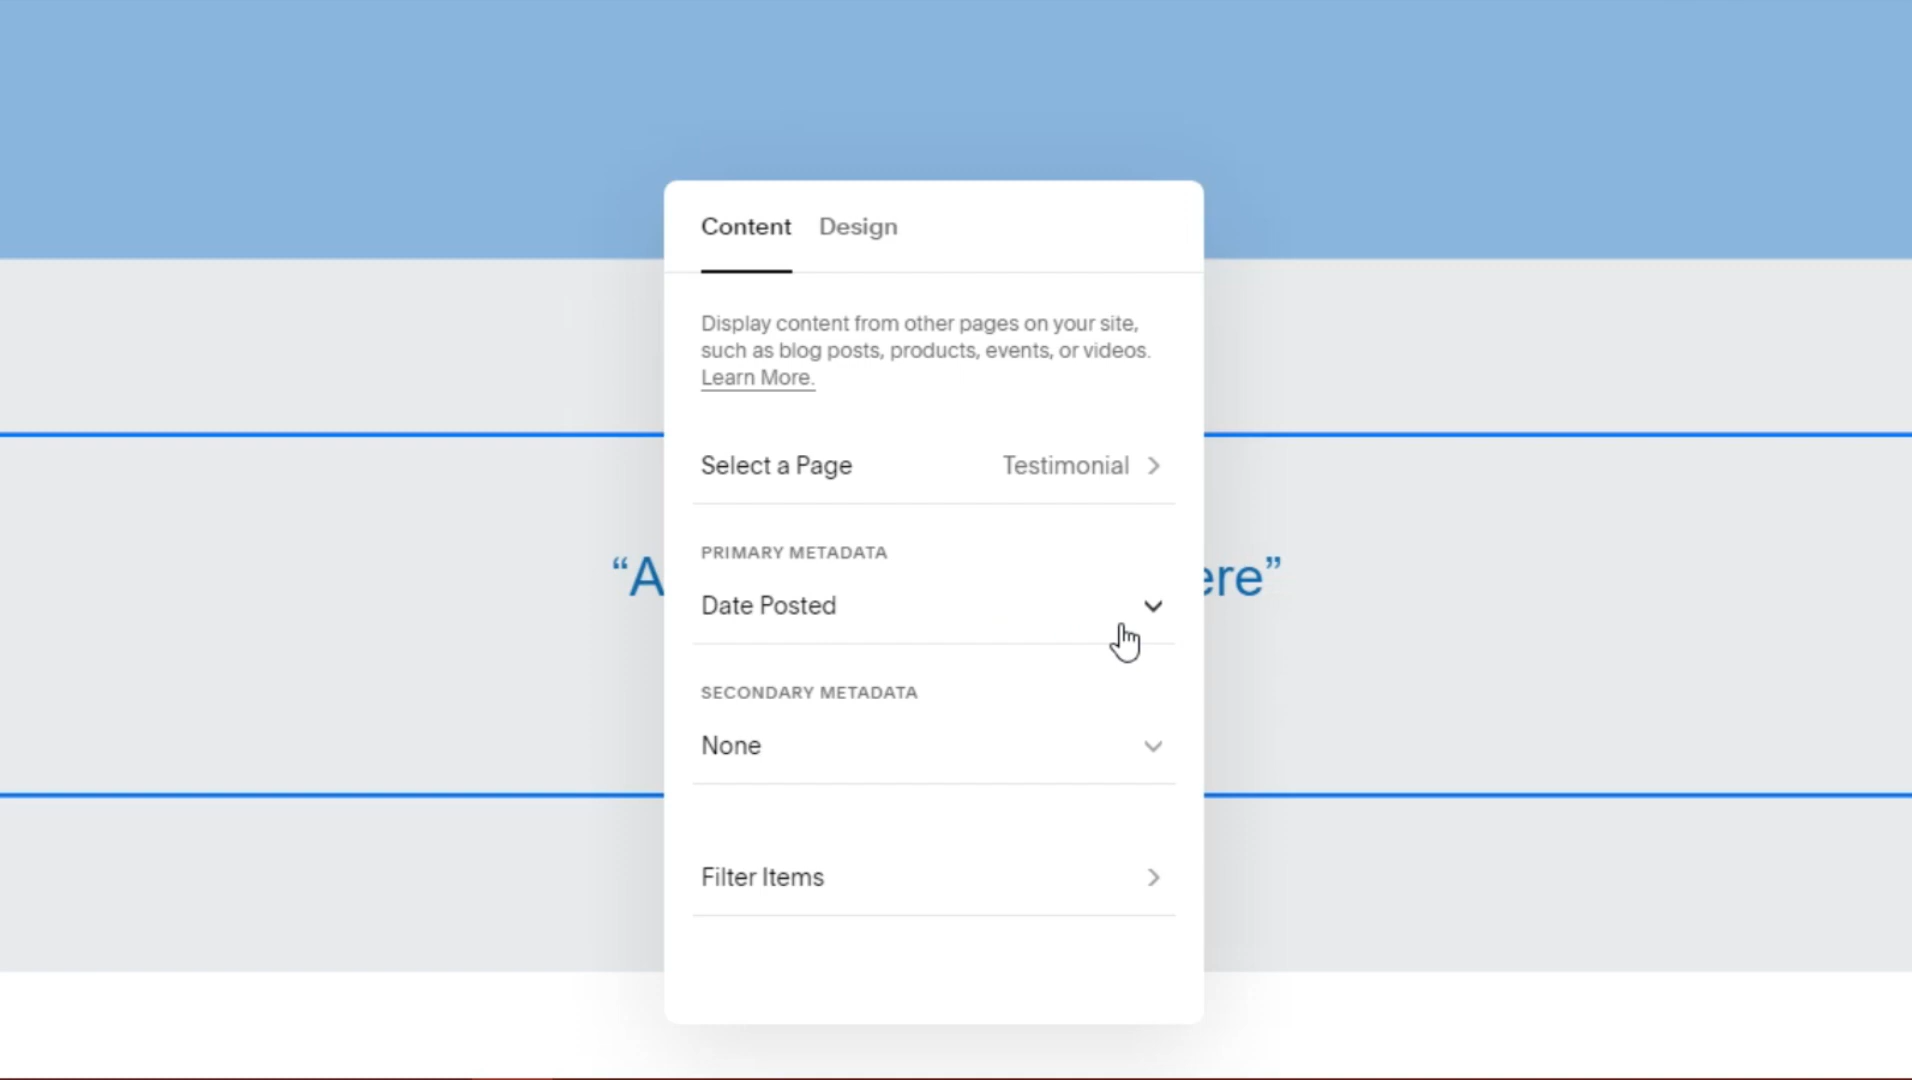 Content Design
Display content from other pages on your site,
such as blog posts, products, events, or videos.
Learn More.
Select a Page Testimonial
PRIMARY METADATA
“A ere”
Date Posted
SECONDARY METADATA
None
Filter Items